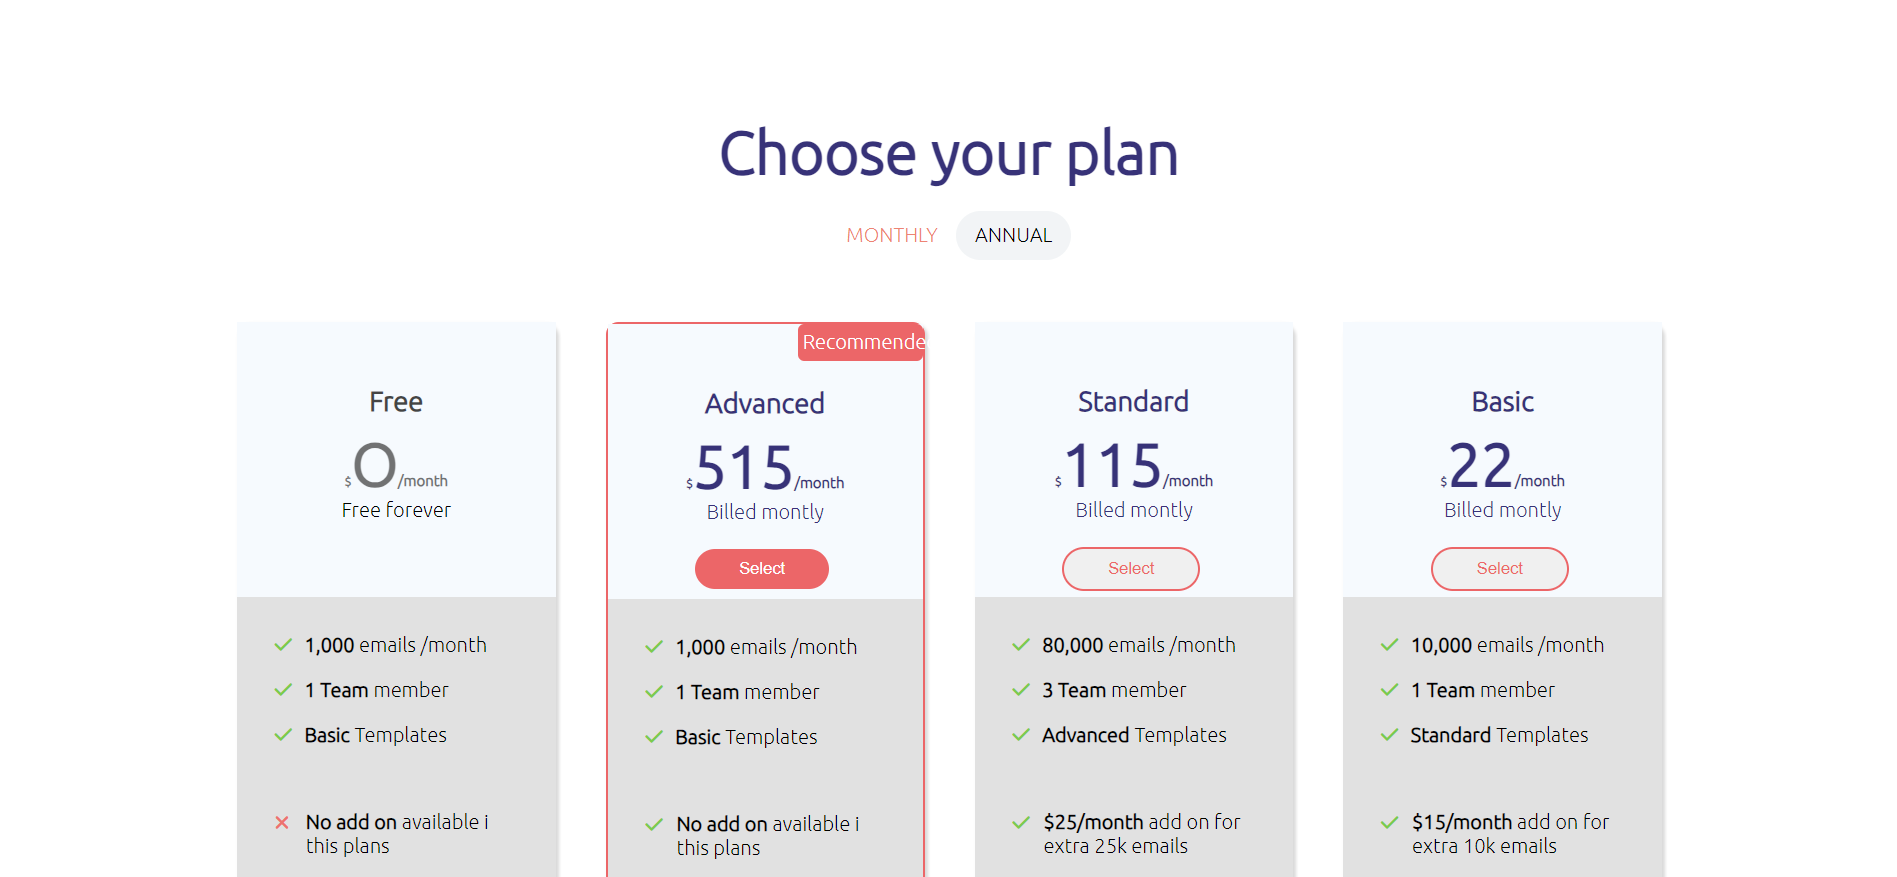 Choose your plan
MONTHLY ANNUAL
Free
$0/month
Free forever
1,000 emails /month
1 Team member
Basic Templates
No add on available i
this plans
Recommende
Advanced
$515/month
Billed montly
Select
1,000 emails /month
1 Team member
Basic Templates
No add on available i
this plans
Standard
$115/month
Billed montly
Select
80,000 emails /month
3 Team member
Advanced Templates
$25/month add on for
extra 25k emails
Basic
$22/month
Billed montly
Select
10,000 emails /month
1 Team member
Standard Templates
$15/month add on for
extra 10k emails